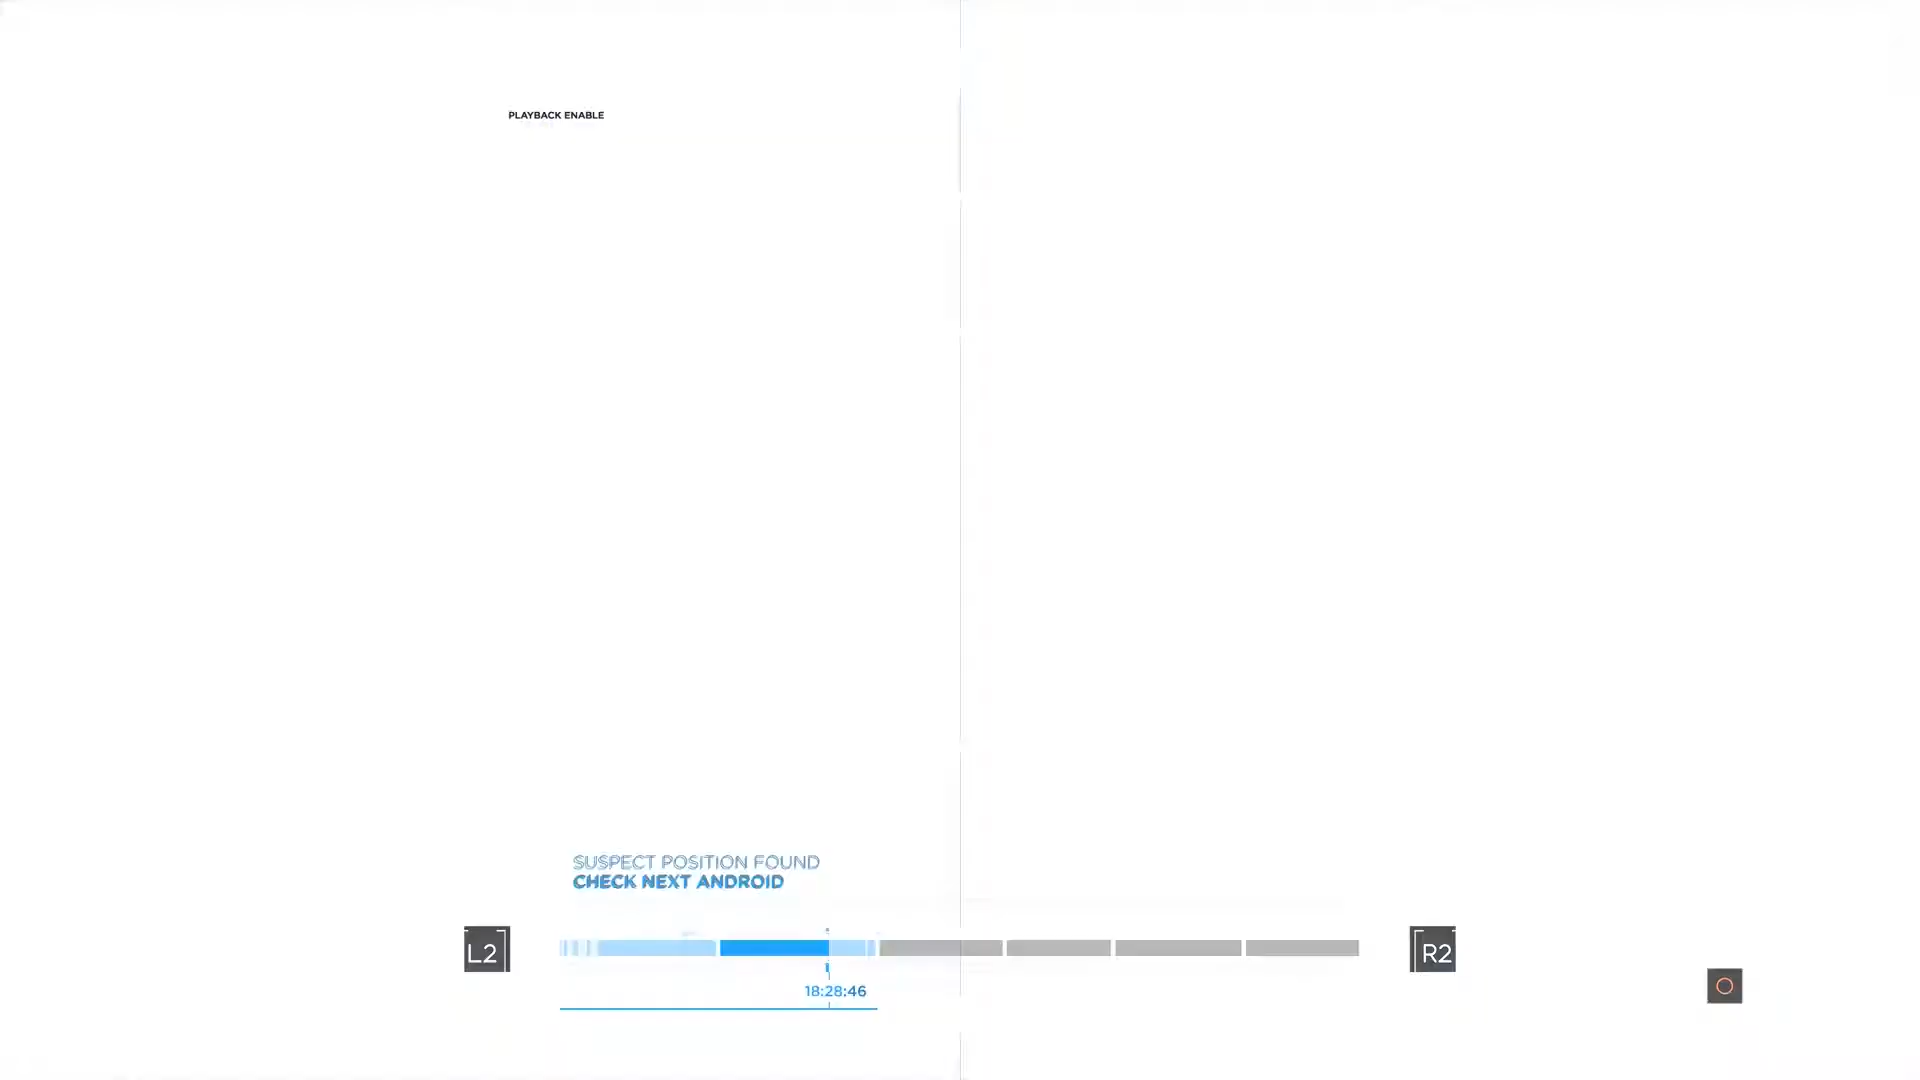 PLAYBACK ENABLE
SUSPECT POSITION FOUND
CHECK NEXT ANDROID
L2
R2
18:28:46